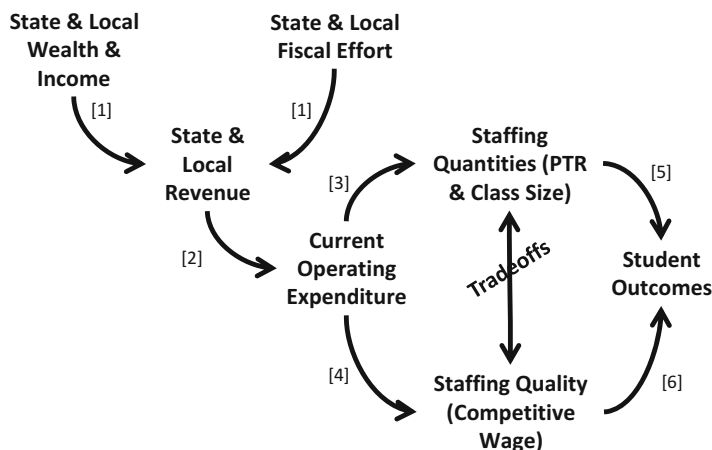 State & Local
Wealth &
Income
State & Local
Fiscal Effort
[1]
[1]
State &
Local
Revenue
[2]
Current
Operating
Expenditure
[3]
[4]
Staffing
Quantities (PTR
& Class Size)
Tradeoffs
Staffing Quality
(Competitive
Wage)
[5]
[6]
Student
Outcomes